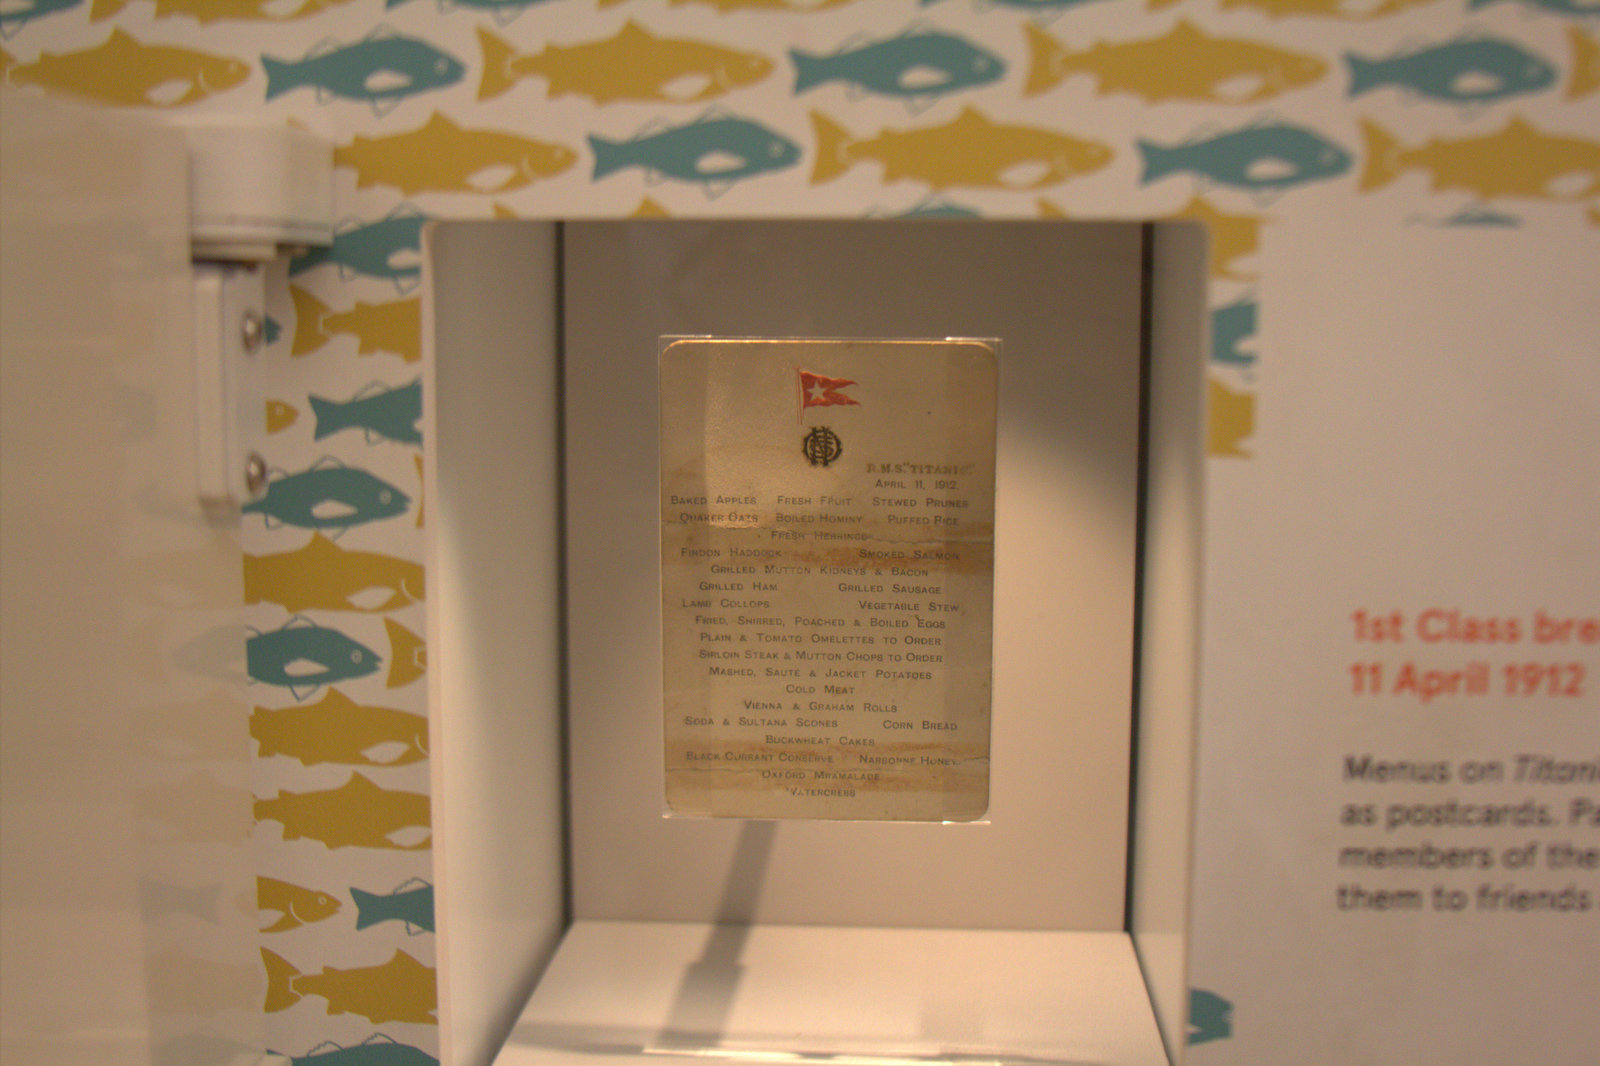 R.M.S. "TITANIC"
APRIL 11, 1912.
BAKED APPLES FRESH FRUIT STEWED PRUNES
QUAKER OATS BOILED HOMINY PUFFED RICE
FRESH HERRINGS
FINDON HADDOCK SMOKED SALMON
GRILLED MUTTON KIDNEYS & BACON
GRILLED HAM GRILLED SAUSAGE
LAMB COLLOPS VEGETABLE STEW
FRIED, SHIRRED, POACHED & BOILED EGGS
PLAIN & TOMATO OMELETTES TO ORDER
SIRLOIN STEAK & MUTTON CHOPS TO ORDER
MASHED, SAUTÉ & JACKET POTATOES
COLD MEAT
VIENNA & GRAHAM ROLLS
SODA & SULTANA SCONES CORN BREAD
BUCKWHEAT CAKES
BLACK CURRANT CONSERVE NARBONNE HONEY
OXFORD MRAMALADE
WATERCRESS
1st Class bre
11 April 1912
Menus on Titani
as postcards. Pa
members of the
them to friends